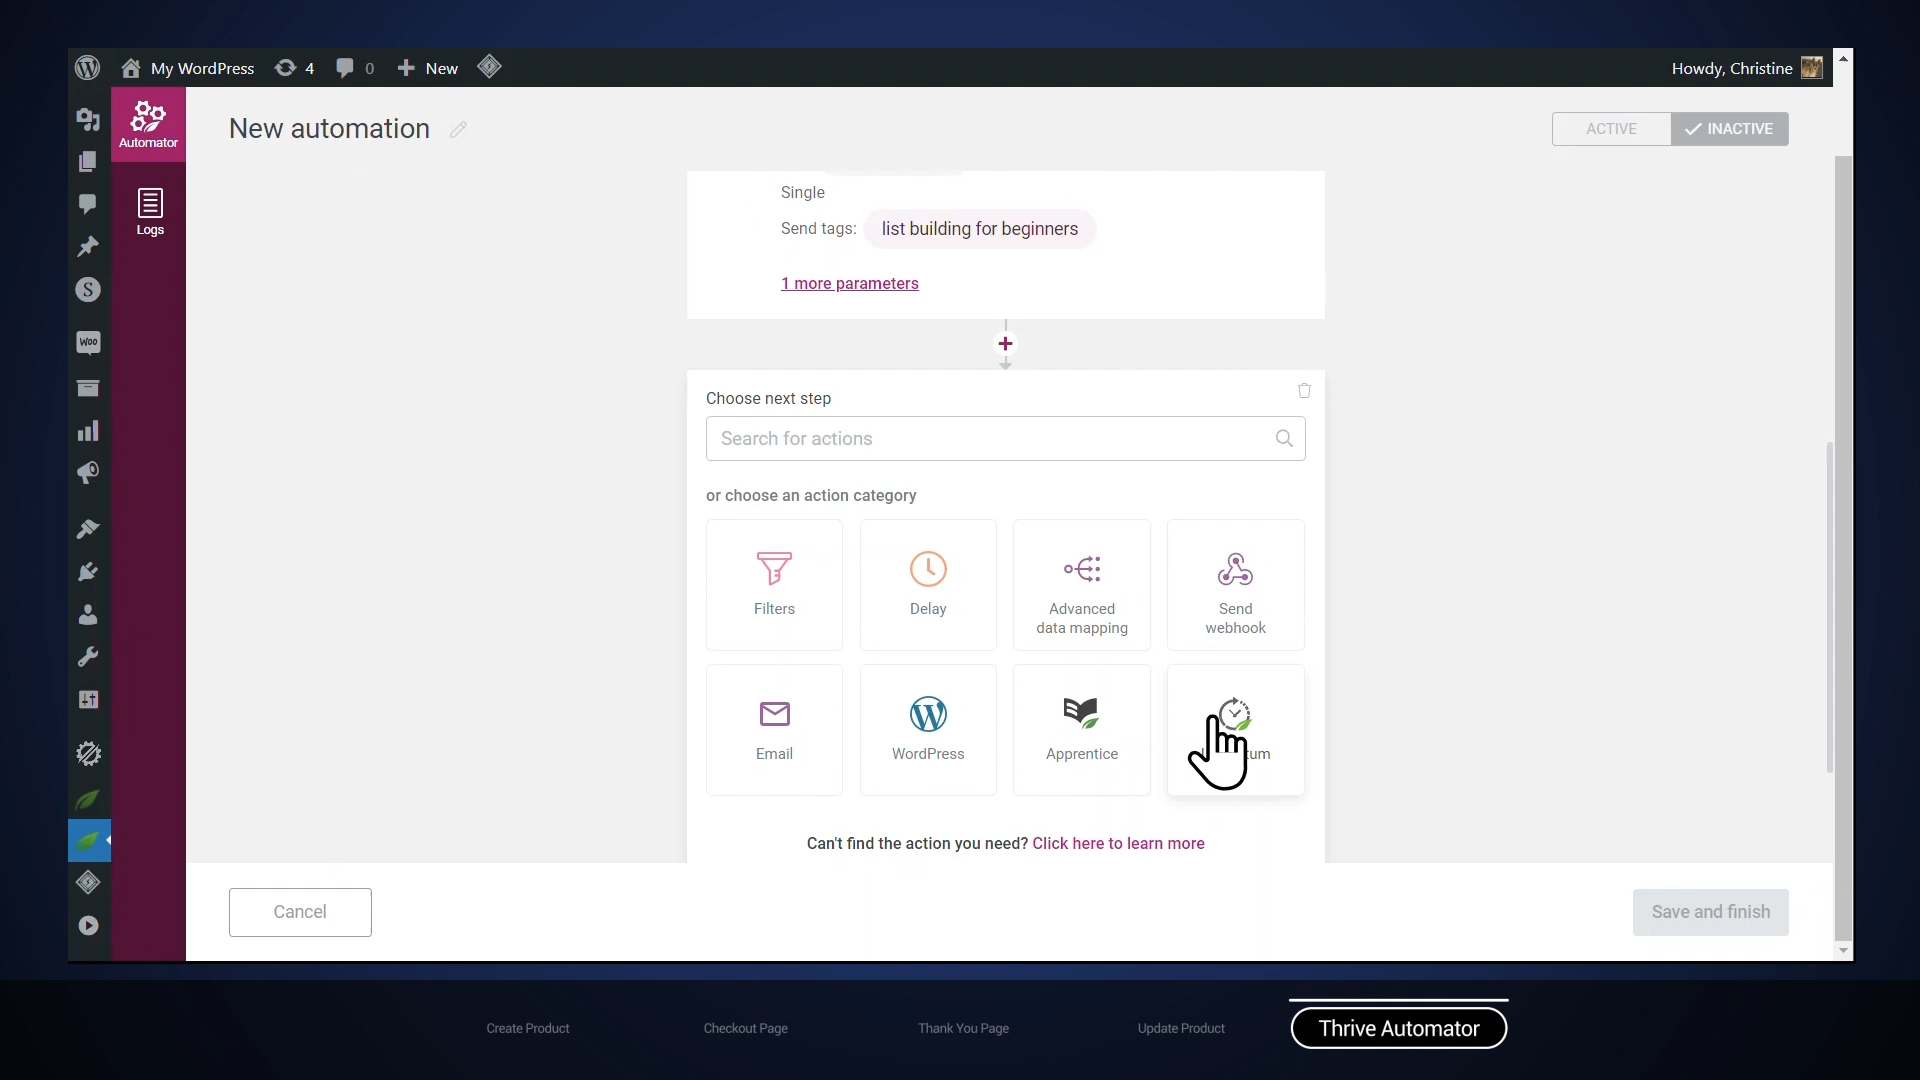 My WordPress 4 0 New
Howdy, Christine
Automator
Logs
New automation
ACTIVE
INACTIVE
Single
Send tags: list building for beginners
1 more parameters
Choose next step
Search for actions
or choose an action category
Filters
Delay
Advanced
data mapping
Send
webhook
Email
WordPress
Apprentice
Can't find the action you need? Click here to learn more
Cancel
Save and finish
S
Woo
Create Product
Checkout Page
Thank You Page
Update Product
Thrive Automator